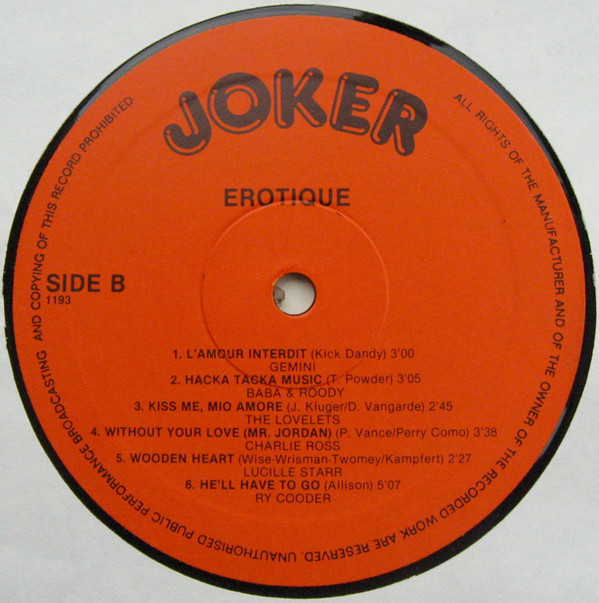 JOKER
EROTIQUE
SIDE B
1193
1. L'AMOUR INTERDIT (Kick Dandy) 3'00
GEMINI
2. HACKA TACKA MUSIC (T. Powder) 3'05
BABA & ROODY
3. KISS ME, MIO AMORE (J. Kluger/D. Vangarde) 2'45
THE LOVELETS
4. WITHOUT YOUR LOVE (MR. JORDAN) (P. Vance/Perry Como) 3'38
CHARLIE ROSS
5. WOODEN HEART (Wise-Wrisman-Twomey/Kampfert) 2'27
LUCILLE STARR
6. HE'LL HAVE TO GO (Allison) 5'07
RY COODER
ALL RIGHTS OF THE MANUFACTURER AND OF THE OWNER OF THE RECORDED WORK ARE RESERVED. UNAUTHORISED PUBLIC PERFORMANCE BROADCASTING AND COPYING OF THIS RECORD PROHIBITED